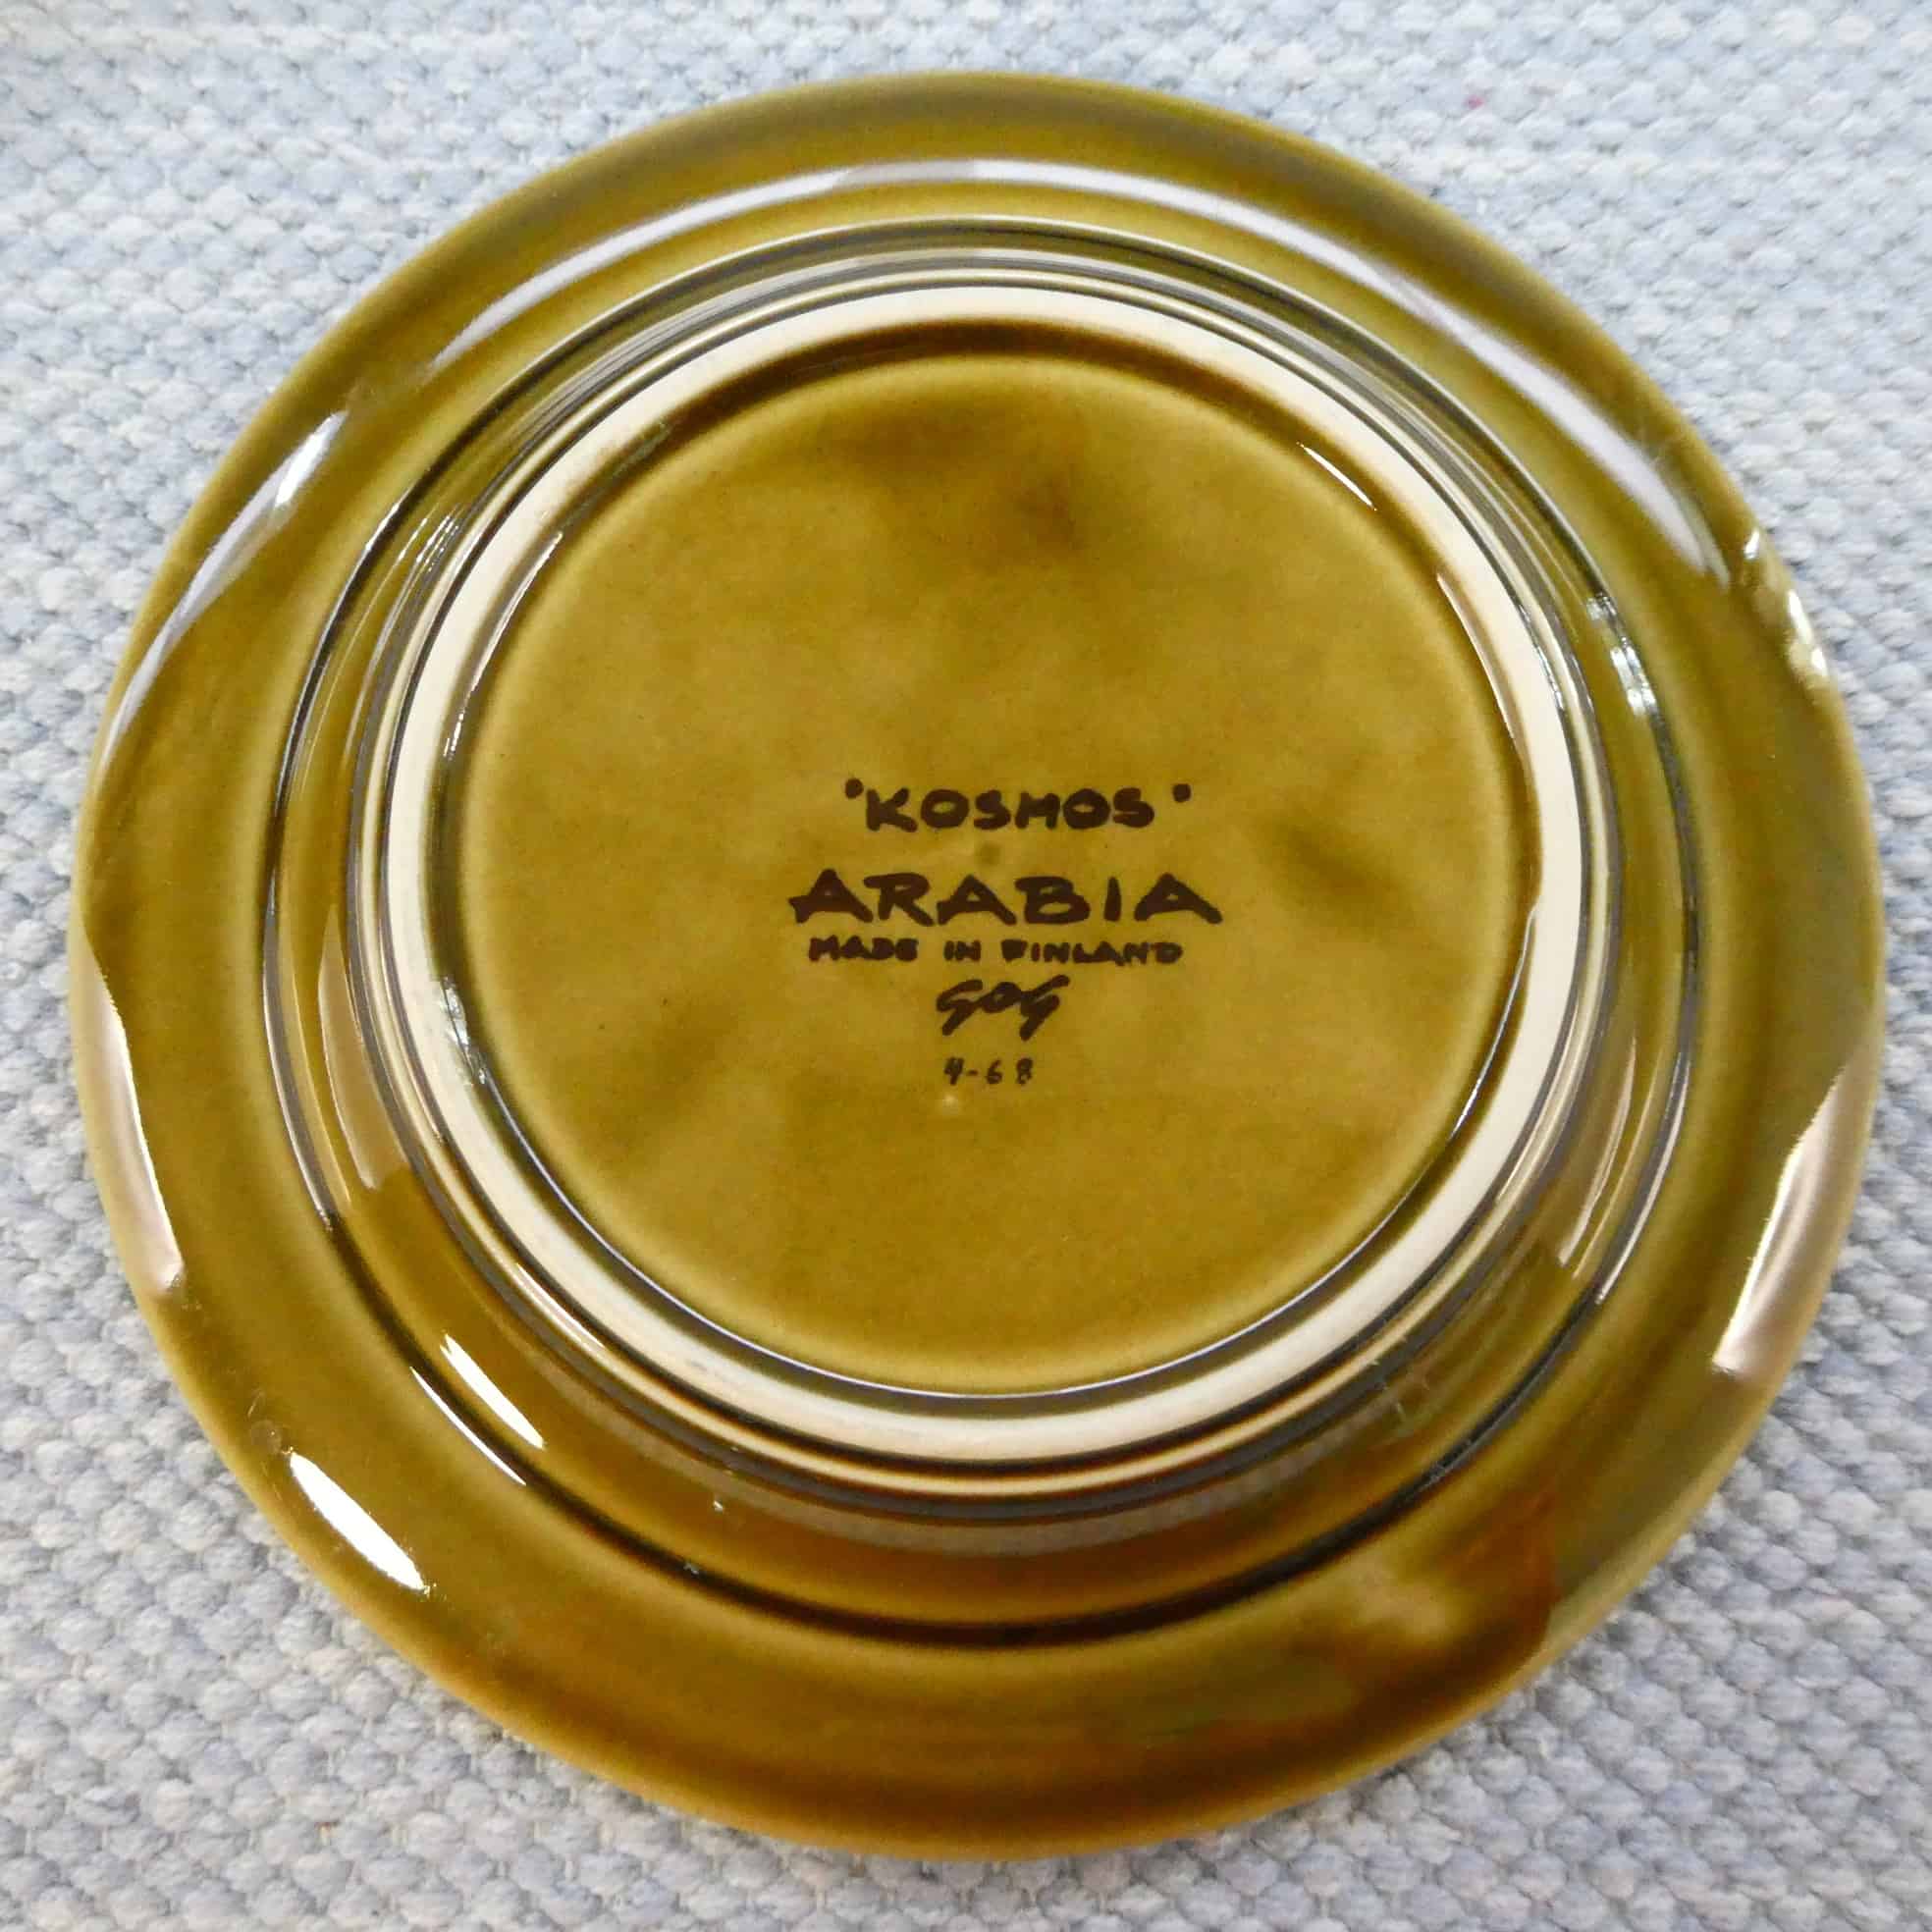 "KOSMOS"
ARABIA
MADE IN FINLAND
GOG
4-68